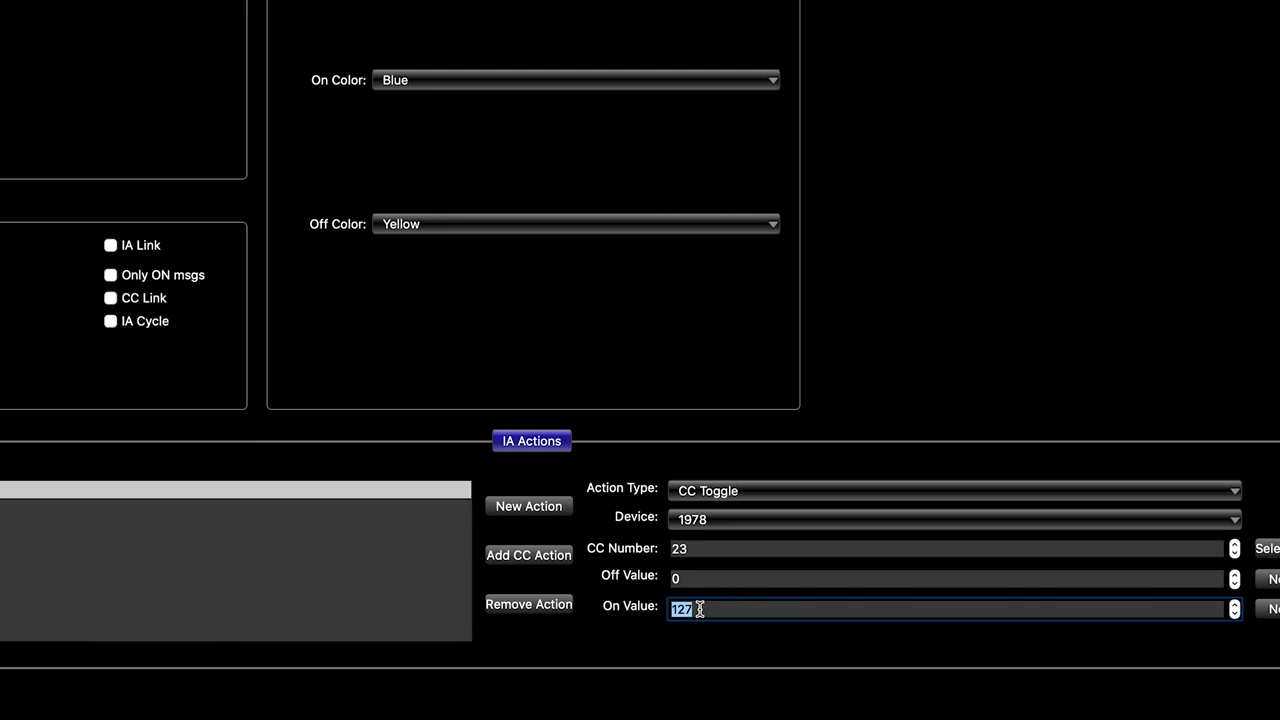 On Color: Blue
Off Color: Yellow
IA Link
Only ON msgs
CC Link
IA Cycle
IA Actions
New Action
Add CC Action
Remove Action
Action Type: CC Toggle
Device: 1978
CC Number: 23
Off Value: 0
On Value: 127